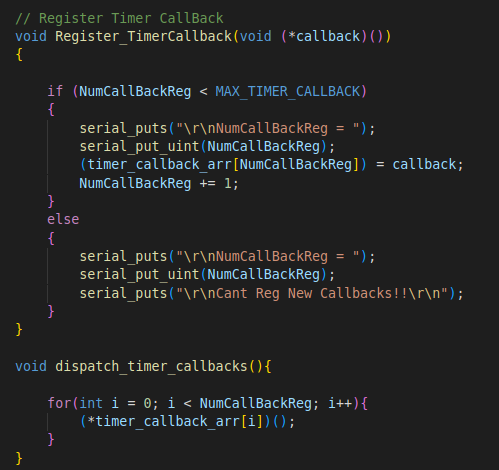 // Register Timer CallBack
void Register_TimerCallback(void (*callback)())
{
if (NumCallBackReg < MAX_TIMER_CALLBACK)
{
serial_puts("\r\nNumCallBackReg = ");
serial_put_uint(NumCallBackReg);
(timer_callback_arr[NumCallBackReg]) = callback;
NumCallBackReg += 1;
}
else
{
serial_puts("\r\nNumCallBackReg = ");
serial_put_uint(NumCallBackReg);
serial_puts("\r\nCant Reg New Callbacks!!\r\n");
}
}
void dispatch_timer_callbacks(){
for(int i = 0; i < NumCallBackReg; i++){
(*timer_callback_arr[i])();
}
}